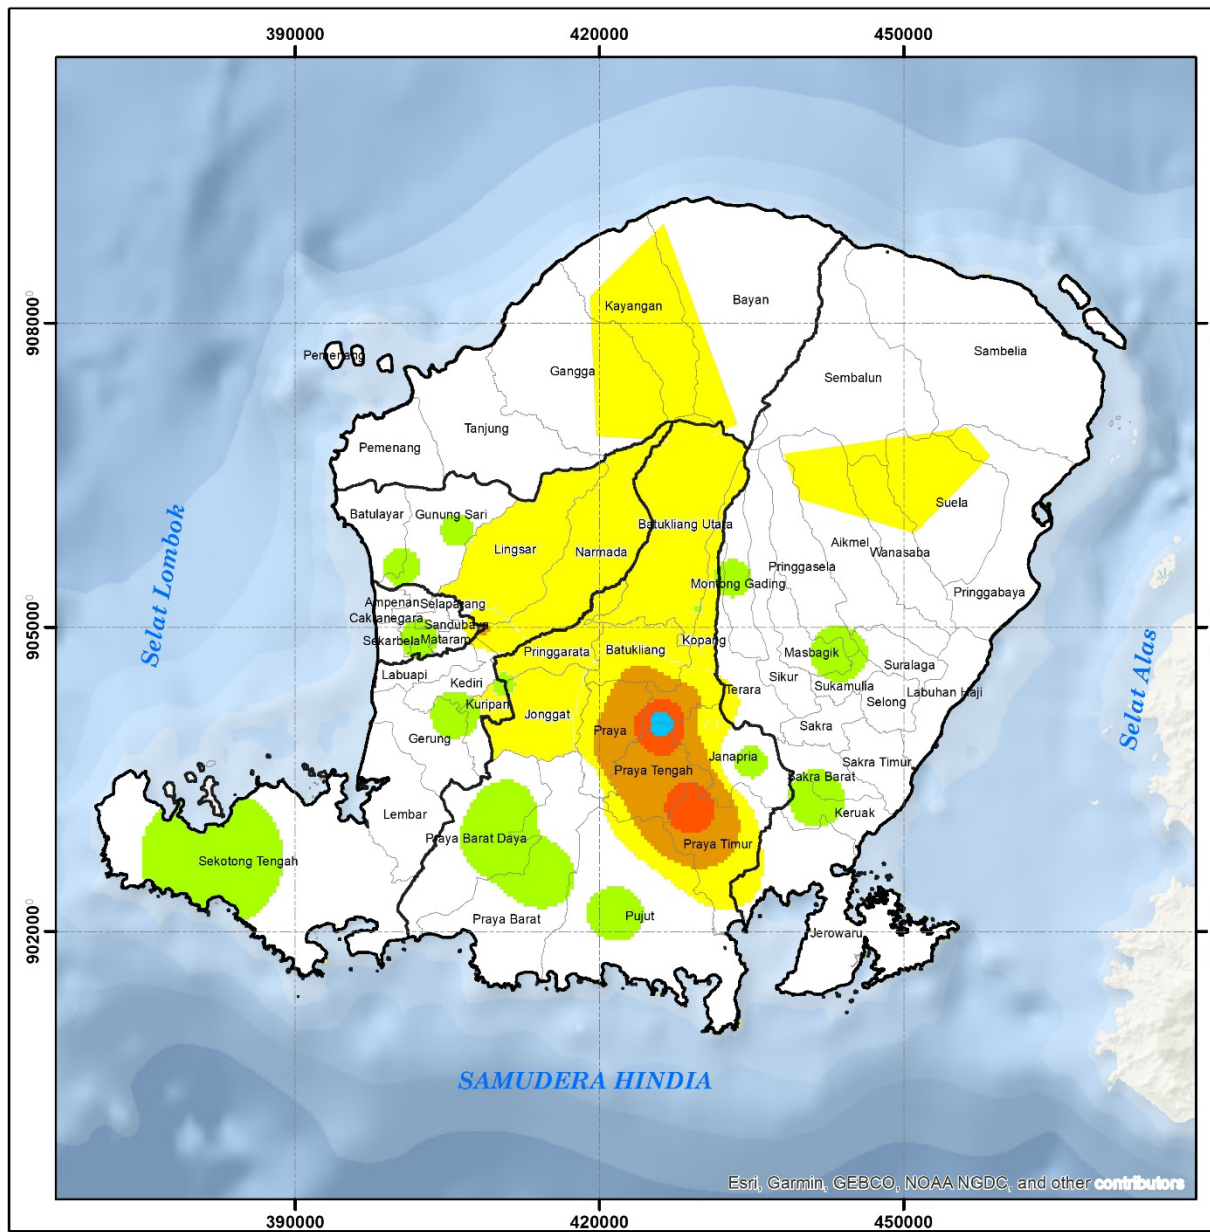 390000 420000 450000
Kayangan
Bayan
9080000
Pemenang
Sambelia
Gangga
Sembalun
Tanjung
Pemenang
Suela
Batulayar
Gunung Sari
Batukliang Utara
Selat Lombok
Lingsar
Narmada
Aikmel
Wanasaba
Pringgasela
Montong Gading
Pringgabaya
Ampenan
Selaparang
Cakranegara
Sandubaya
9050000
Sekarbela
Mataram
Kopang
Pringgarata
Batukliang
Masbagik
Suralaga
Labuapi
Kediri
Sikur
Sukamulia
Terara
Labuhan Haji
Selong
Kuripan
Jonggat
Selat Alas
Praya
Sakra
Gerung
Janapria
Praya Tengah
Sakra Timur
Sakra Barat
Lembar
Keruak
Praya Barat Daya
Praya Timur
Sekotong Tengah
Praya Barat
Pujut
9020000
Jerowaru
SAMUDERA HINDIA
Esri, Garmin, GEBCO, NOAA NGDC, and other contributors
390000 420000 450000